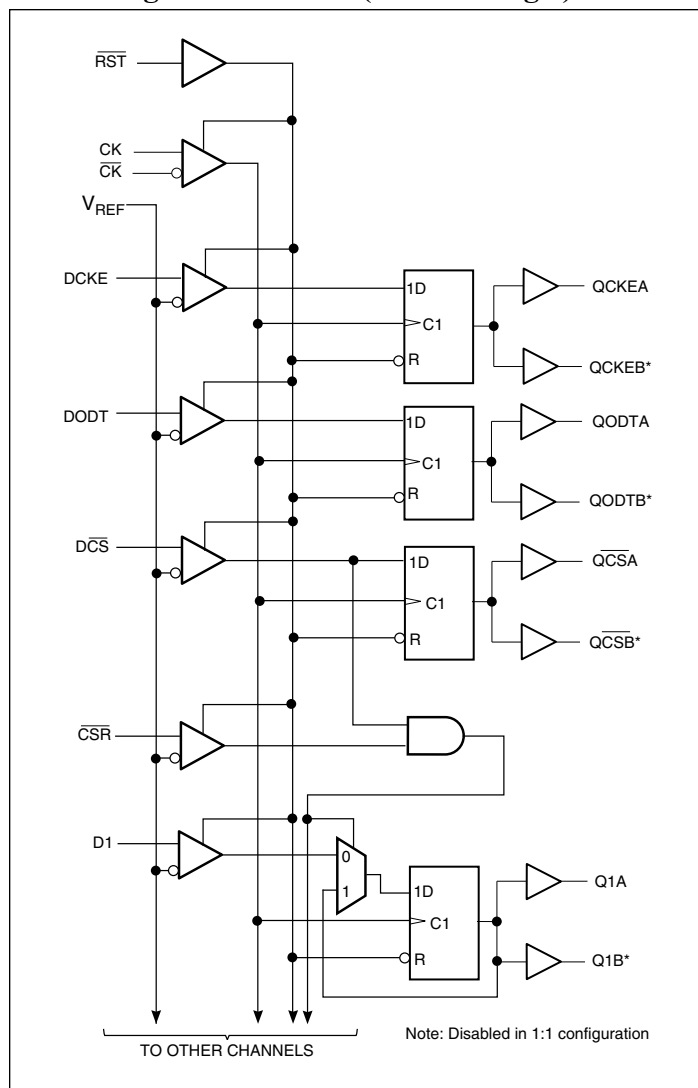 RST
CK
CK
VREF
DCKE
1D
C1
R
QCKEA
QCKEB*
DODT
1D
C1
R
QODTA
QODTB*
DCS
1D
C1
R
QCSA
QCSB*
CSR
D1
0
1
1D
C1
R
Q1A
Q1B*
TO OTHER CHANNELS
Note: Disabled in 1:1 configuration